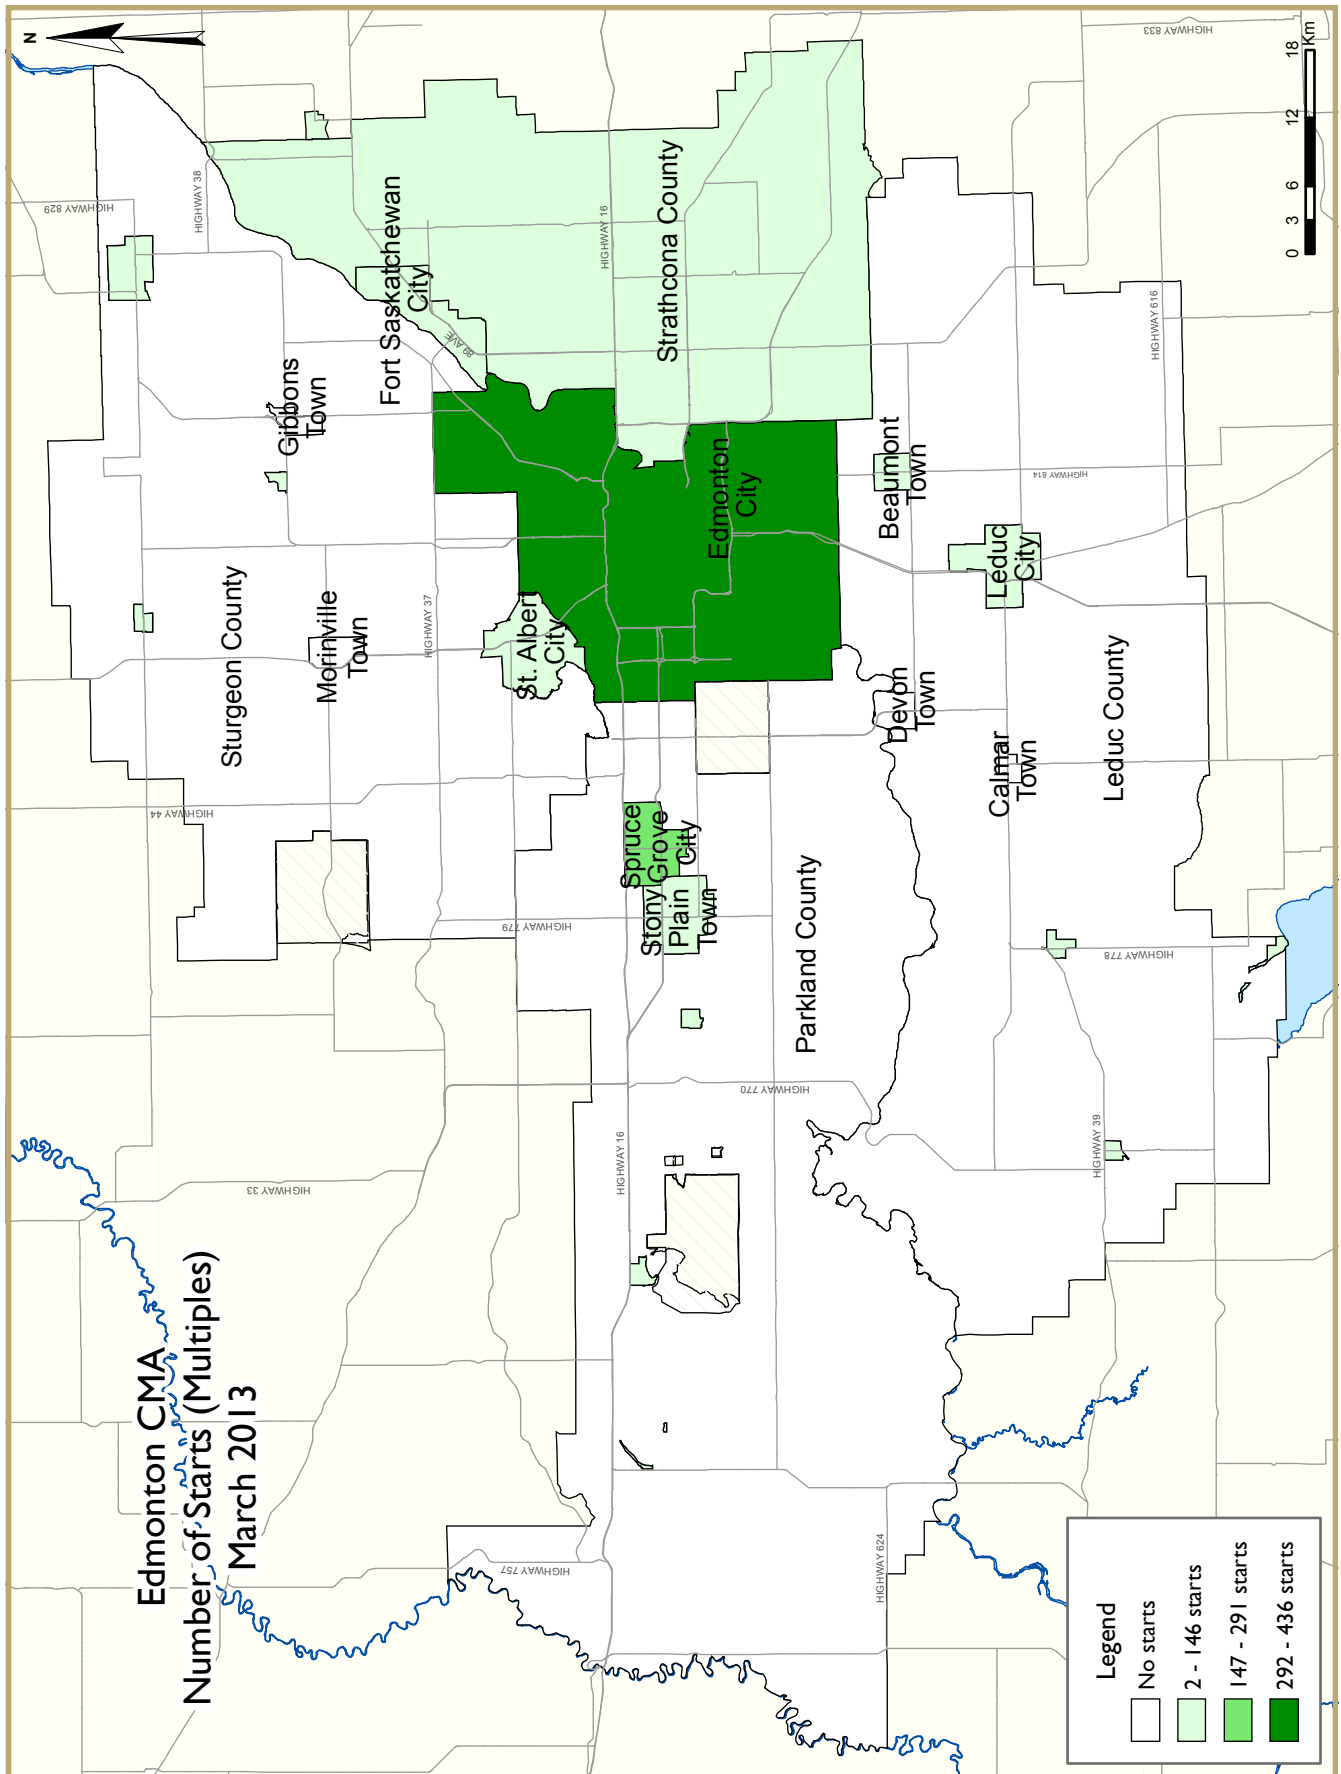 Edmonton CMA
Number of Starts (Multiples)
March 2013
N
HIGHWAY 829
HIGHWAY 38
Gibbons
Town
Fort Saskatchewan
City
89 AVE
Sturgeon County
Morinville
Town
HIGHWAY 37
HIGHWAY 44
St. Albert
City
HIGHWAY 16
Strathcona County
Edmonton
City
HIGHWAY 779
Spruce
Grove
City
Stony
Plain
Town
HIGHWAY 33
HIGHWAY 16
HIGHWAY 770
Parkland County
HIGHWAY 757
HIGHWAY 624
Beaumont
Town
HIGHWAY 814
Leduc
City
Devon
Town
Calmar
Town
Leduc County
HIGHWAY 616
HIGHWAY 833
HIGHWAY 778
HIGHWAY 39
Legend
No starts
2 - 146 starts
147 - 291 starts
292 - 436 starts
0 3 6 12 18
Km